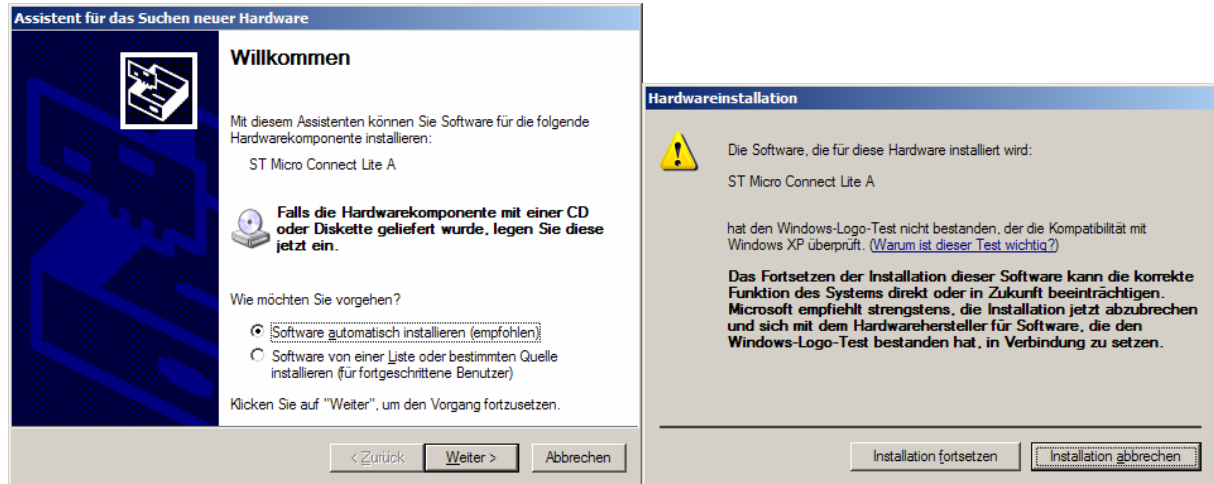 Assistent für das Suchen neuer Hardware
Willkommen
Mit diesem Assistenten können Sie Software für die folgende
Hardwarekomponente installieren:
ST Micro Connect Lite A
Falls die Hardwarekomponente mit einer CD
oder Diskette geliefert wurde, legen Sie diese
jetzt ein.
Wie möchten Sie vorgehen?
Software automatisch installieren (empfohlen)
Software von einer Liste oder bestimmten Quelle
installieren (für fortgeschrittene Benutzer)
Klicken Sie auf "Weiter", um den Vorgang fortzusetzen.
< Zurück
Weiter >
Abbrechen
Hardwareinstallation
Die Software, die für diese Hardware installiert wird:
ST Micro Connect Lite A
hat den Windows-Logo-Test nicht bestanden, der die Kompatibilität mit
Windows XP überprüft. (Warum ist dieser Test wichtig?)
Das Fortsetzen der Installation dieser Software kann die korrekte
Funktion des Systems direkt oder in Zukunft beeinträchtigen.
Microsoft empfiehlt strengstens, die Installation jetzt abzubrechen
und sich mit dem Hardwarehersteller für Software, die den
Windows-Logo-Test bestanden hat, in Verbindung zu setzen.
Installation fortsetzen
Installation abbrechen